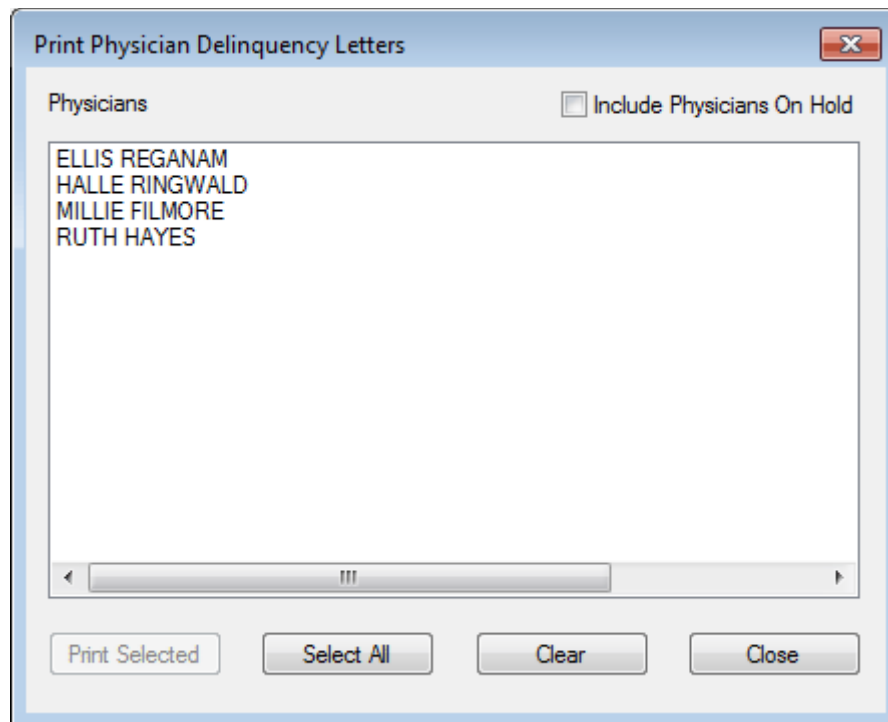 Print Physician Delinquency Letters
Physicians
Include Physicians On Hold
ELLIS REGANAM
HALLE RINGWALD
MILLIE FILMORE
RUTH HAYES
Print Selected
Select All
Clear
Close